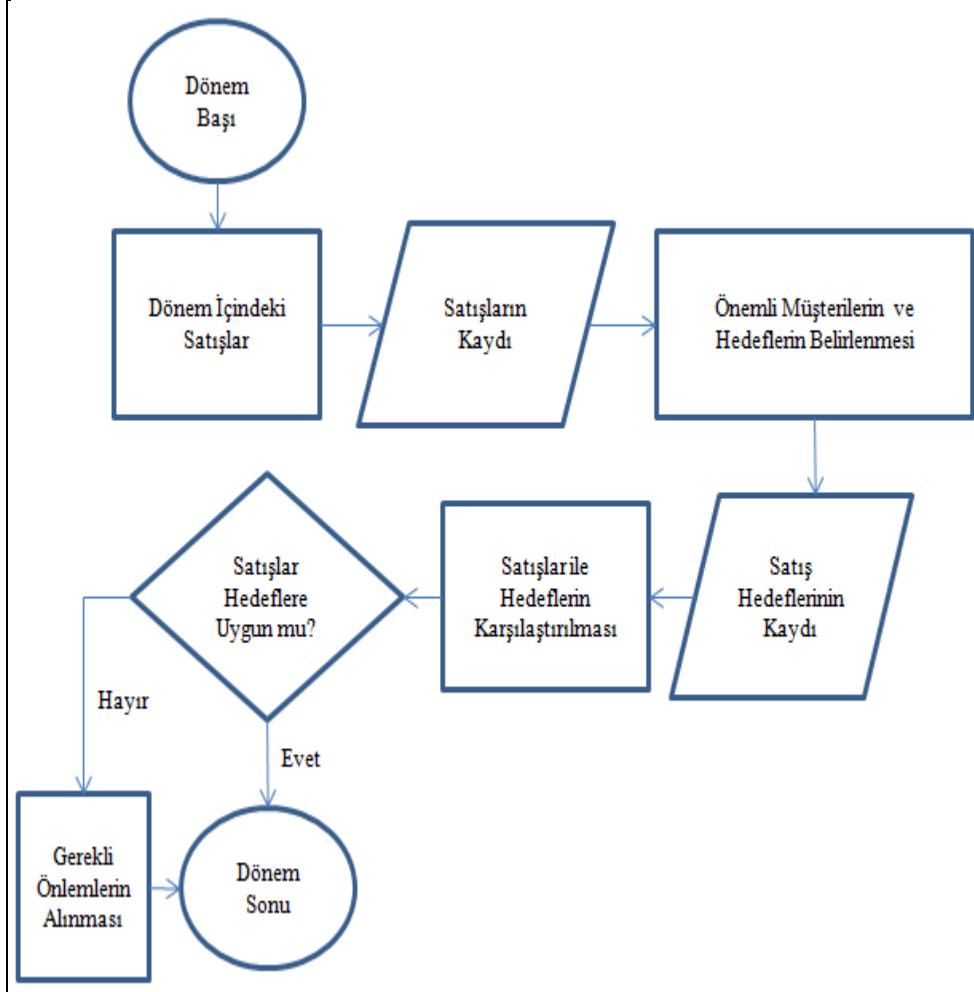 Dönem
Başı
Dönem İçindeki
Satışlar
Satışların
Kaydı
Önemli Müşterilerin ve
Hedeflerin Belirlenmesi
Satış
Hedeflerinin
Kaydı
Satışlar ile
Hedeflerin
Karşılaştırılması
Satışlar
Hedeflere
Uygun mu?
Hayır
Evet
Gerekli
Önlemlerin
Alınması
Dönem
Sonu